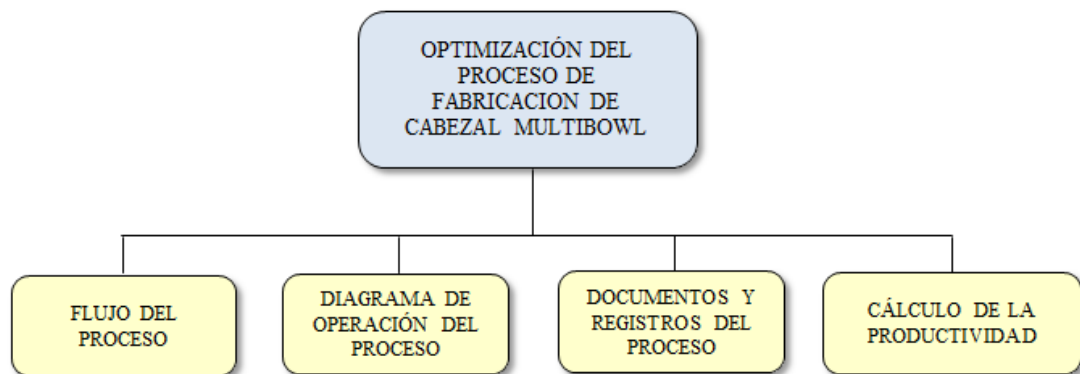 OPTIMIZACIÓN DEL
PROCESO DE
FABRICACION DE
CABEZAL MULTIBOWL
FLUJO DEL
PROCESO
DIAGRAMA DE
OPERACIÓN DEL
PROCESO
DOCUMENTOS Y
REGISTROS DEL
PROCESO
CÁLCULO DE LA
PRODUCTIVIDAD